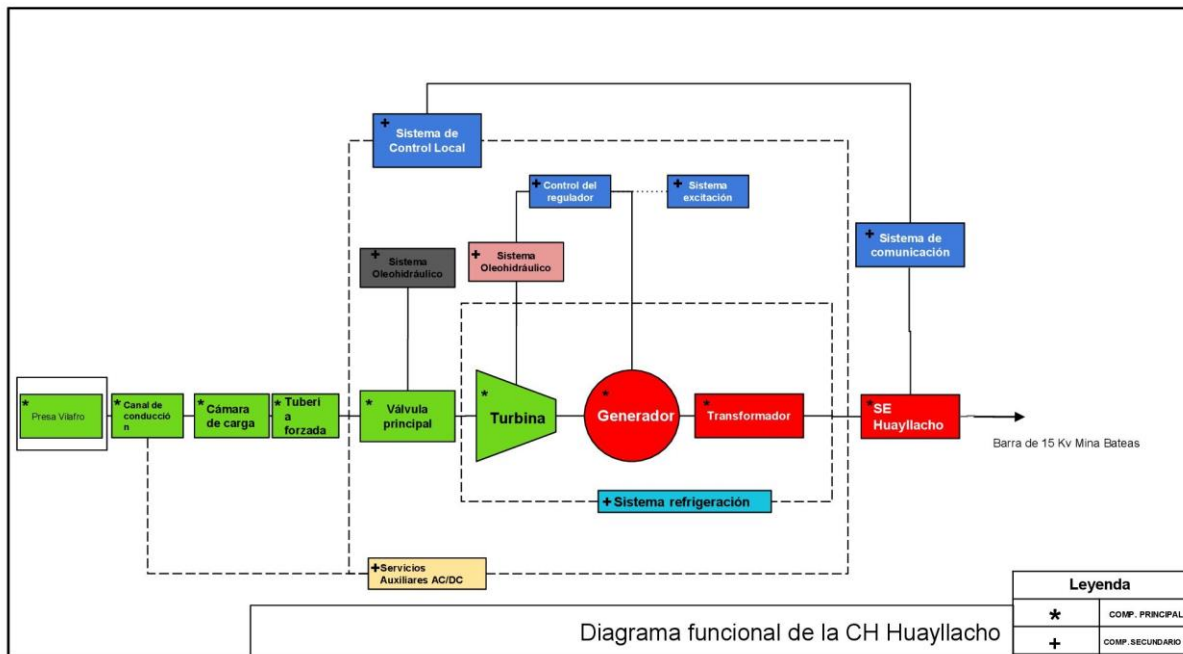 + Sistema de
Control Local
+ Control del
regulador
+ Sistema
excitación
+ Sistema de
comunicación
+ Sistema
Oleohidráulico
+ Sistema
Oleohidráulico
* Presa Vilafro
* Canal de
conducció
n
* Cámara
de carga
* Tuberi
a
forzada
* Válvula
principal
* Turbina
* Generador
* Transformador
* SE
Huayllacho
Barra de 15 Kv Mina Bateas
+ Sistema refrigeración
+ Servicios
Auxiliares AC/DC
Leyenda
* COMP. PRINCIPAL
+ COMP.SECUNDARIO
Diagrama funcional de la CH Huayllacho